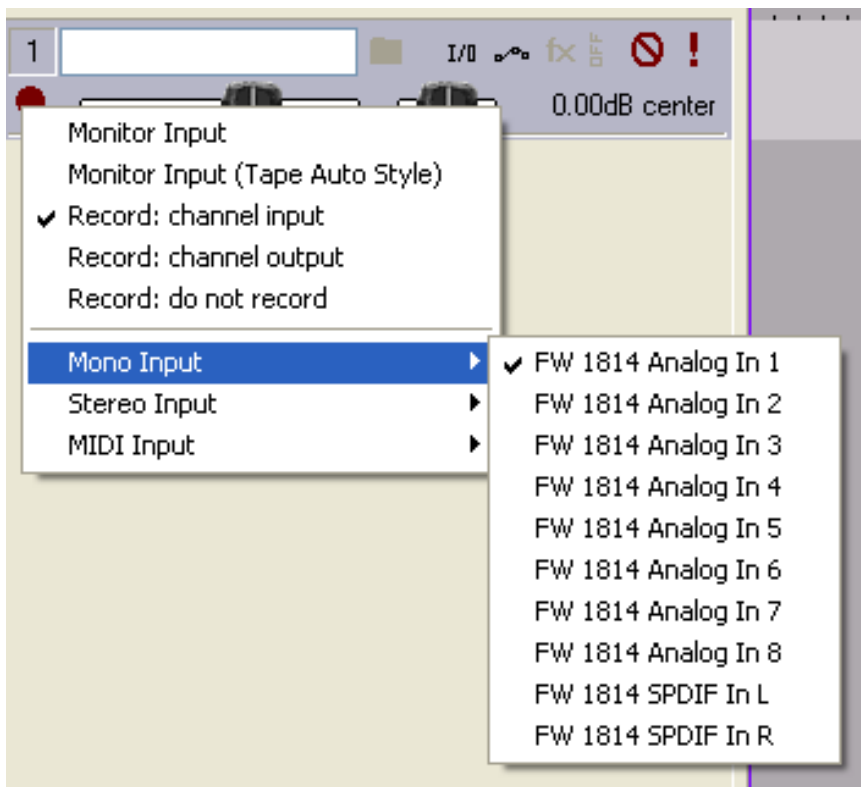 1
I/O fx OFF !
0.00dB center
Monitor Input
Monitor Input (Tape Auto Style)
Record: channel input
Record: channel output
Record: do not record
Mono Input
Stereo Input
MIDI Input
FW 1814 Analog In 1
FW 1814 Analog In 2
FW 1814 Analog In 3
FW 1814 Analog In 4
FW 1814 Analog In 5
FW 1814 Analog In 6
FW 1814 Analog In 7
FW 1814 Analog In 8
FW 1814 SPDIF In L
FW 1814 SPDIF In R